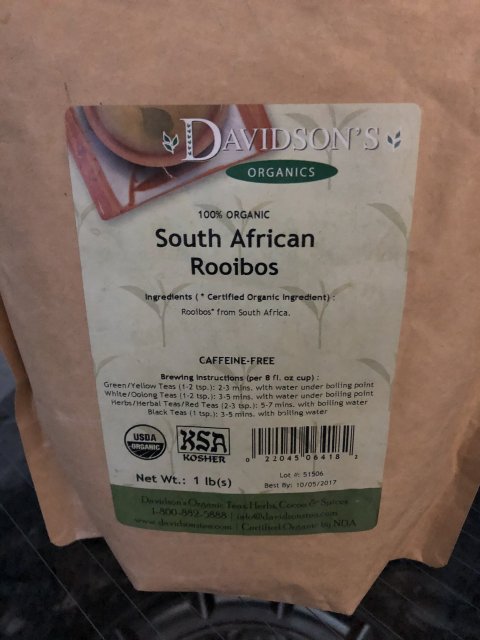 DAVIDSON'S
ORGANICS
100% ORGANIC
South African
Rooibos
Ingredients ( * Certified Organic Ingredient) :
Rooibos* from South Africa.
CAFFEINE-FREE
Brewing Instructions (per 8 fl. oz cup) :
Green/Yellow Teas (1-2 tsp.): 2-3 mins. with water under boiling point
White/Oolong Teas (1-2 tsp.): 3-5 mins. with water under boiling point
Herbs/Herbal Teas/Red Teas (2-3 tsp.): 5-7 mins. with boiling water
Black Teas (1 tsp.): 3-5 mins. with boiling water
USDA
ORGANIC
KSA
KOSHER
0 22045 06418 2
Lot #: 51506
Net Wt.: 1 lb(s)
Best By: 10/05/2017
Davidson's Organic Teas, Herbs, Cocoa & Spices
1-800-882-5888 | info@davidsonstea.com
www.davidsonstea.com | Certified Organic by NDA